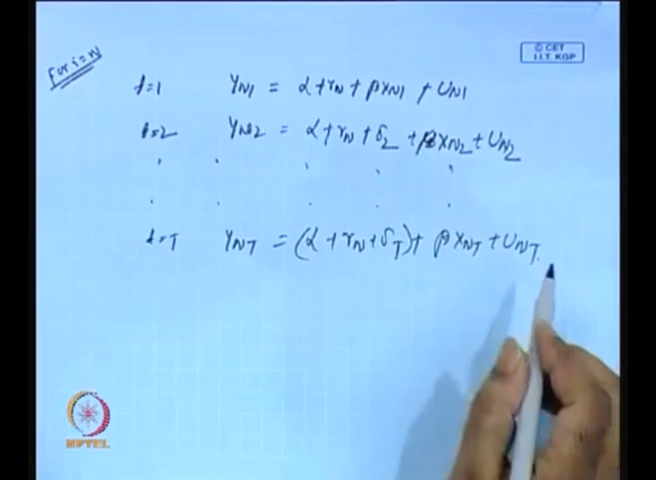 For i=N
© CET
I.I.T. KGP
t=1 YN1 = α+γN+βXN1 + UN1
t=2 YN2 = α+γN+δ2 +βXN2+UN2
. . . . .
. . . . .
t=T YNT = (α+γN+δT)+ βXNT+UNT.
NPTEL